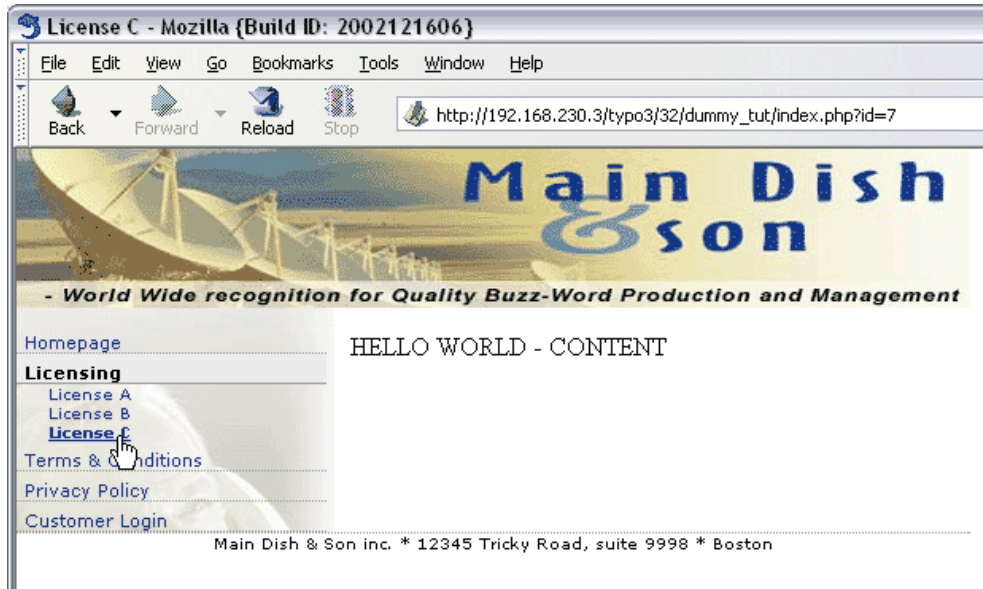 License C - Mozilla {Build ID: 2002121606}
File Edit View Go Bookmarks Tools Window Help
Back Forward Reload Stop http://192.168.230.3/typo3/32/dummy_tut/index.php?id=7
Main Dish
& son
- World Wide recognition for Quality Buzz-Word Production and Management
Homepage
HELLO WORLD - CONTENT
Licensing
License A
License B
License C
Terms & Conditions
Privacy Policy
Customer Login
Main Dish & Son inc. * 12345 Tricky Road, suite 9998 * Boston